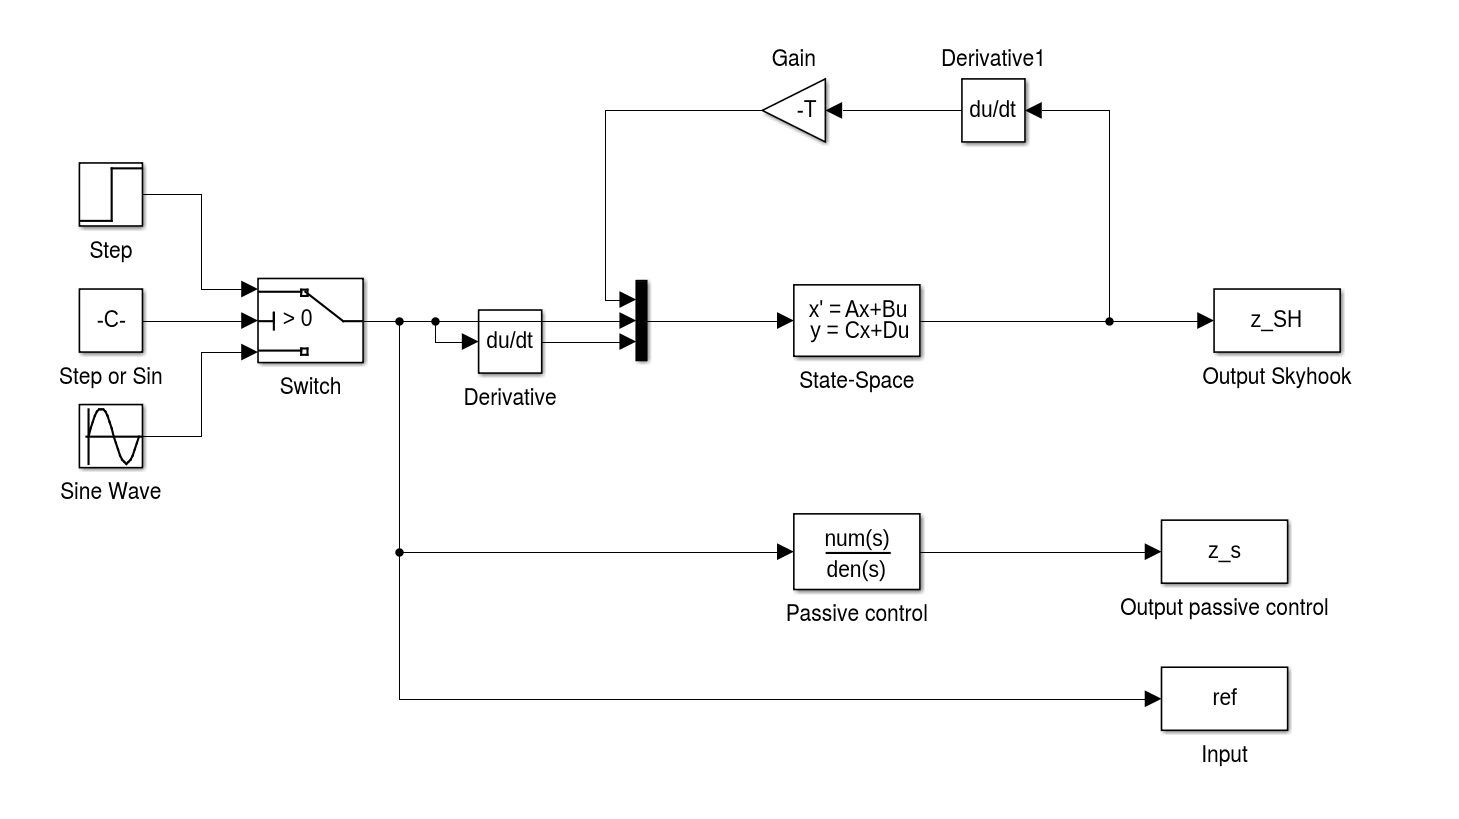 Gain
Derivative1
-T
du/dt
Step
-C-
Step or Sin
> 0
Switch
du/dt
Derivative
x' = Ax+Bu
y = Cx+Du
State-Space
z_SH
Output Skyhook
Sine Wave
num(s)
den(s)
Passive control
z_s
Output passive control
ref
Input